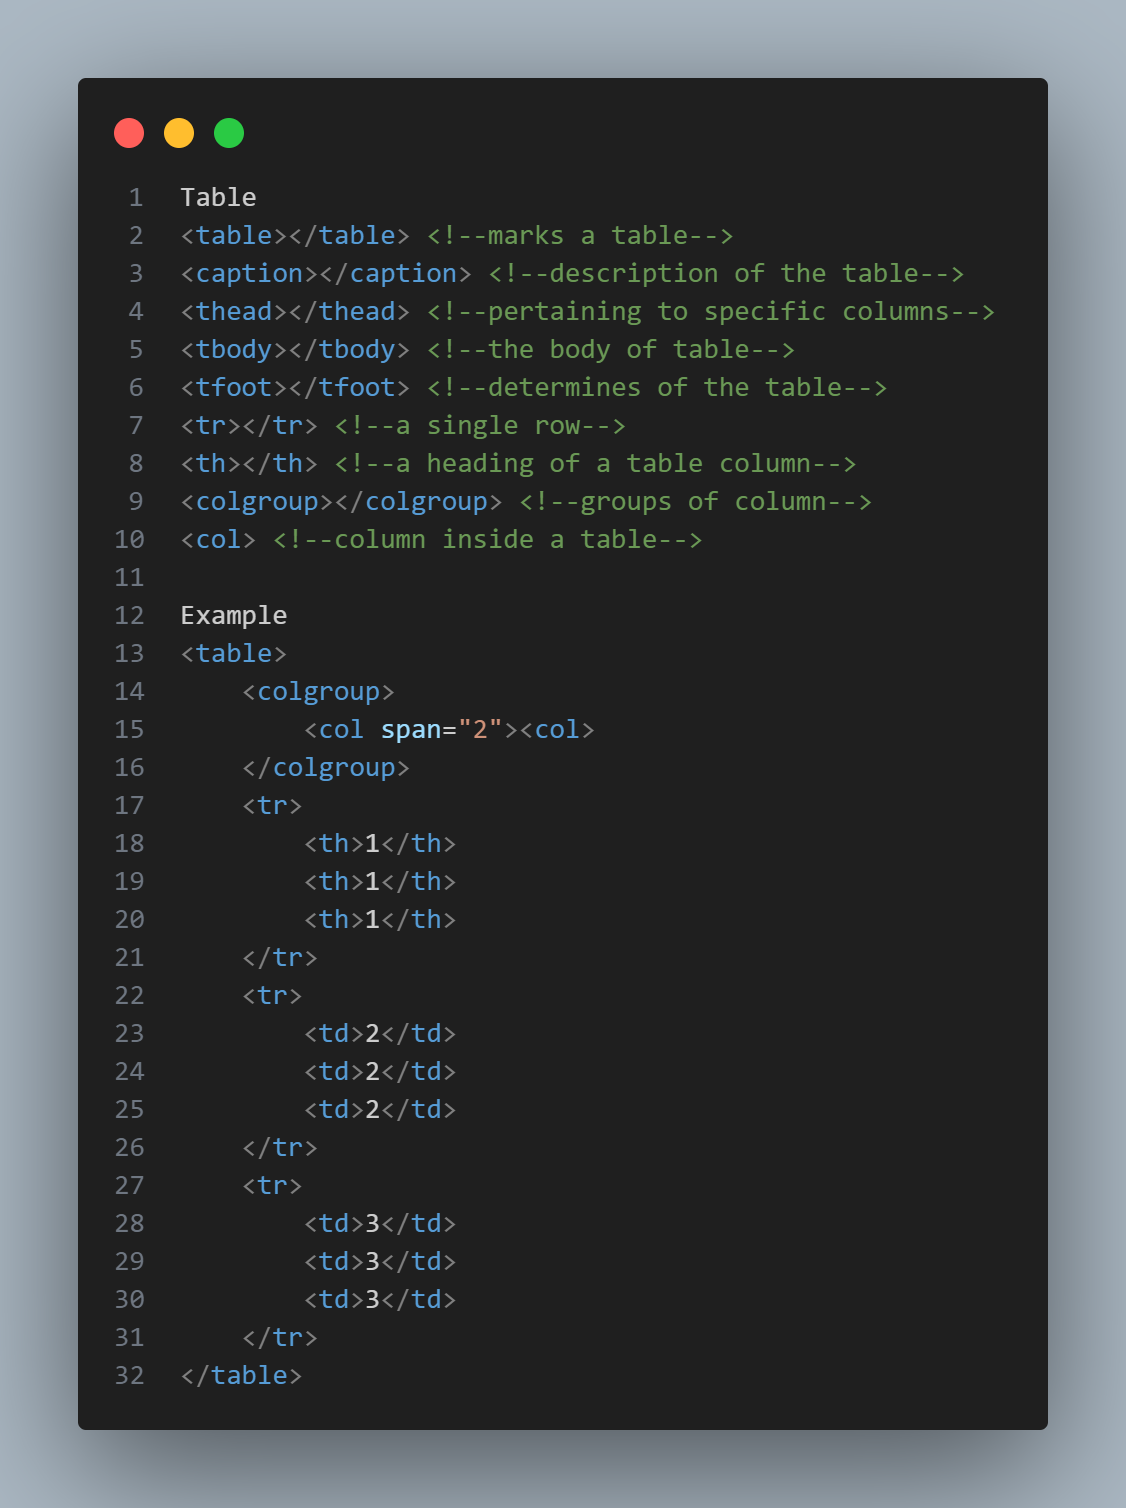 1 Table
2 <table></table> <!--marks a table-->
3 <caption></caption> <!--description of the table-->
4 <thead></thead> <!--pertaining to specific columns-->
5 <tbody></tbody> <!--the body of table-->
6 <tfoot></tfoot> <!--determines of the table-->
7 <tr></tr> <!--a single row-->
8 <th></th> <!--a heading of a table column-->
9 <colgroup></colgroup> <!--groups of column-->
10 <col> <!--column inside a table-->
11
12 Example
13 <table>
14     <colgroup>
15         <col span="2"><col>
16     </colgroup>
17     <tr>
18         <th>1</th>
19         <th>1</th>
20         <th>1</th>
21     </tr>
22     <tr>
23         <td>2</td>
24         <td>2</td>
25         <td>2</td>
26     </tr>
27     <tr>
28         <td>3</td>
29         <td>3</td>
30         <td>3</td>
31     </tr>
32 </table>